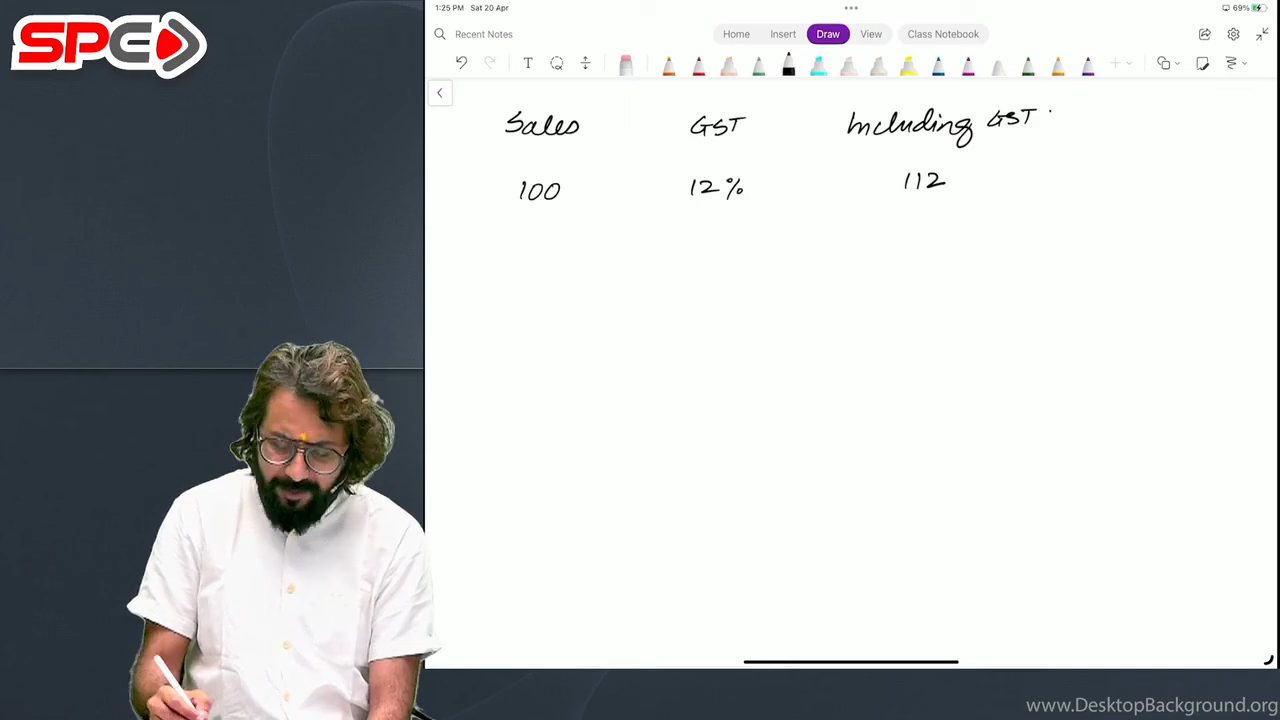 SPE
1:25 PM Sat 20 Apr
69%
Recent Notes
Home Insert Draw View Class Notebook
T
Sales GST Including GST
100 12% 112
www.DesktopBackground.org